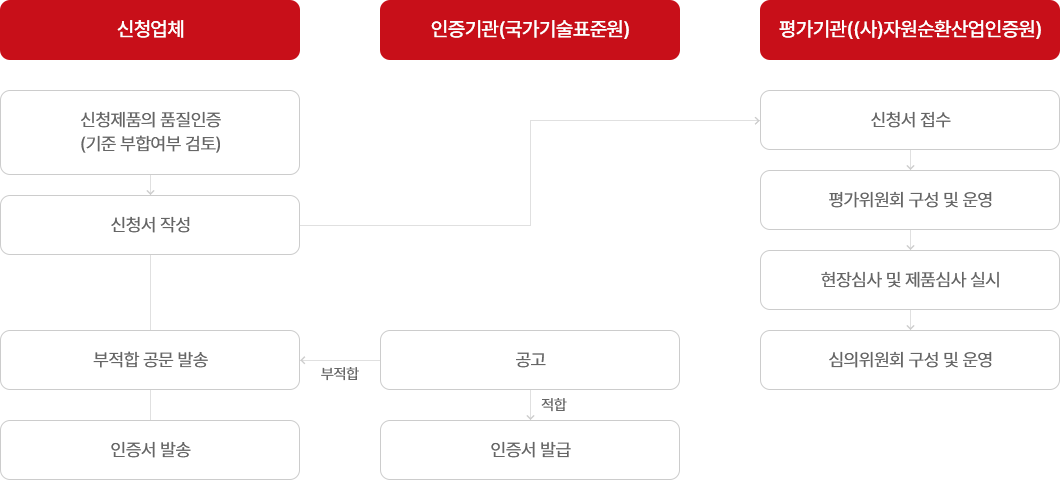 신청업체
인증기관(국가기술표준원)
평가기관((사)자원순환산업인증원)
신청제품의 품질인증
(기준 부합여부 검토)
신청서 작성
부적합 공문 발송
인증서 발송
부적합
공고
적합
인증서 발급
신청서 접수
평가위원회 구성 및 운영
현장심사 및 제품심사 실시
심의위원회 구성 및 운영